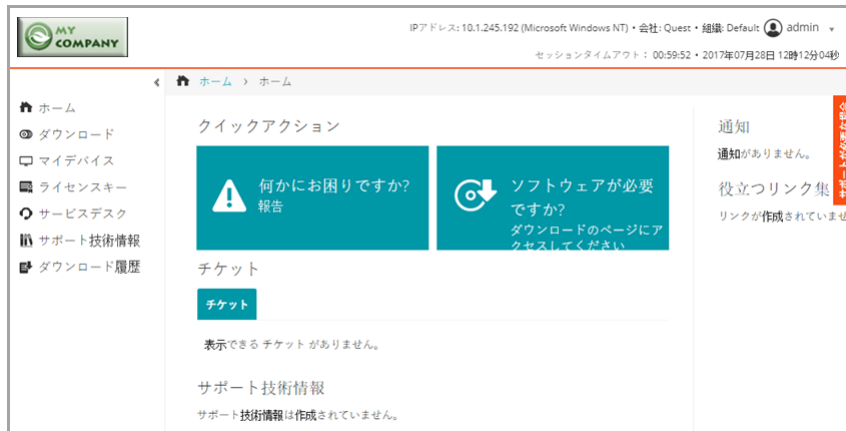 MY
COMPANY
IPアドレス: 10.1.245.192 (Microsoft Windows NT) • 会社: Quest • 組織: Default admin
セッションタイムアウト： 00:59:52 • 2017年07月28日 12時12分04秒
ホーム › ホーム
ホーム
ダウンロード
マイデバイス
ライセンスキー
サービスデスク
サポート技術情報
ダウンロード履歴
クイックアクション
何かにお困りですか?
報告
ソフトウェアが必要
ですか?
ダウンロードのページにア
クセスしてください
チケット
チケット
表示できる チケット がありません。
サポート技術情報
サポート技術情報は作成されていません。
通知
通知がありません。
役立つリンク集
リンクが作成されていませ